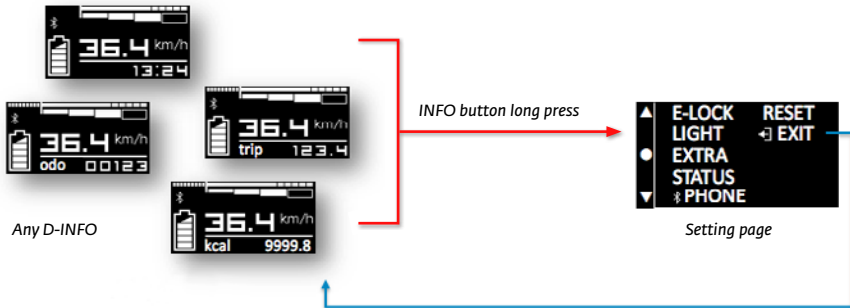 36.4 km/h
13:24
36.4 km/h
odo 00123
36.4 km/h
trip 123.4
36.4 km/h
kcal 9999.8
Any D-INFO
INFO button long press
E-LOCK RESET
LIGHT EXIT
EXTRA
STATUS
PHONE
Setting page